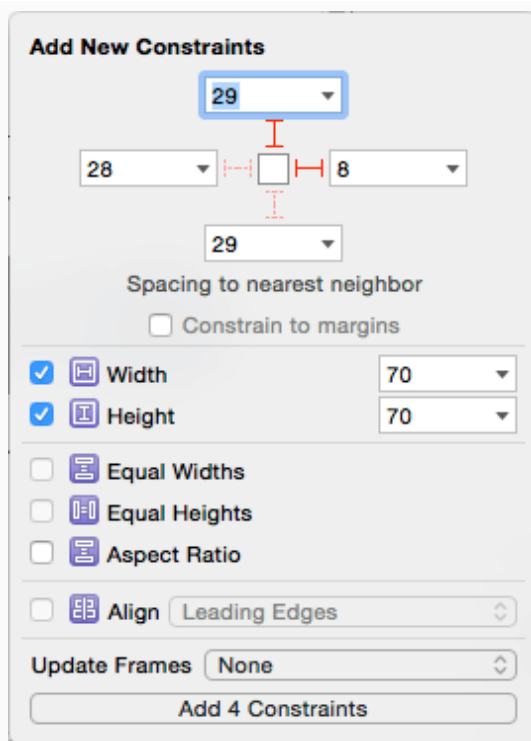 Add New Constraints
29
28 8
29
Spacing to nearest neighbor
Constrain to margins
Width 70
Height 70
Equal Widths
Equal Heights
Aspect Ratio
Align Leading Edges
Update Frames None
Add 4 Constraints